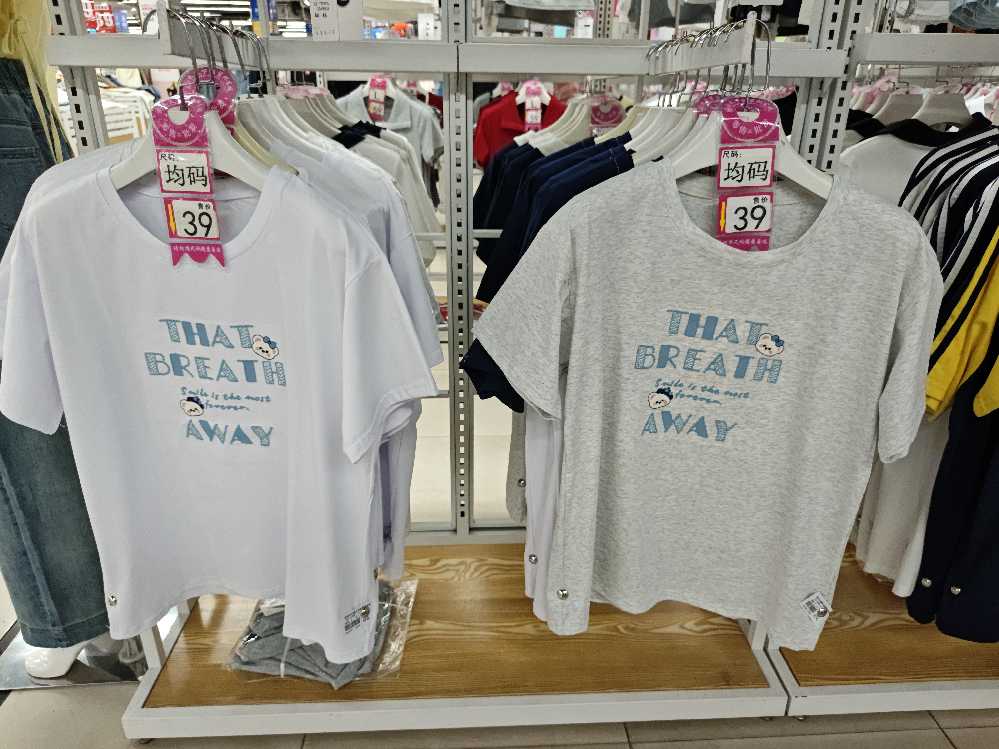 尺码:
均码
售价
39
THAT
BREATH
Smile is the most
forever
AWAY
尺码:
均码
售价
39
THAT
BREATH
Smile is the most
forever
AWAY